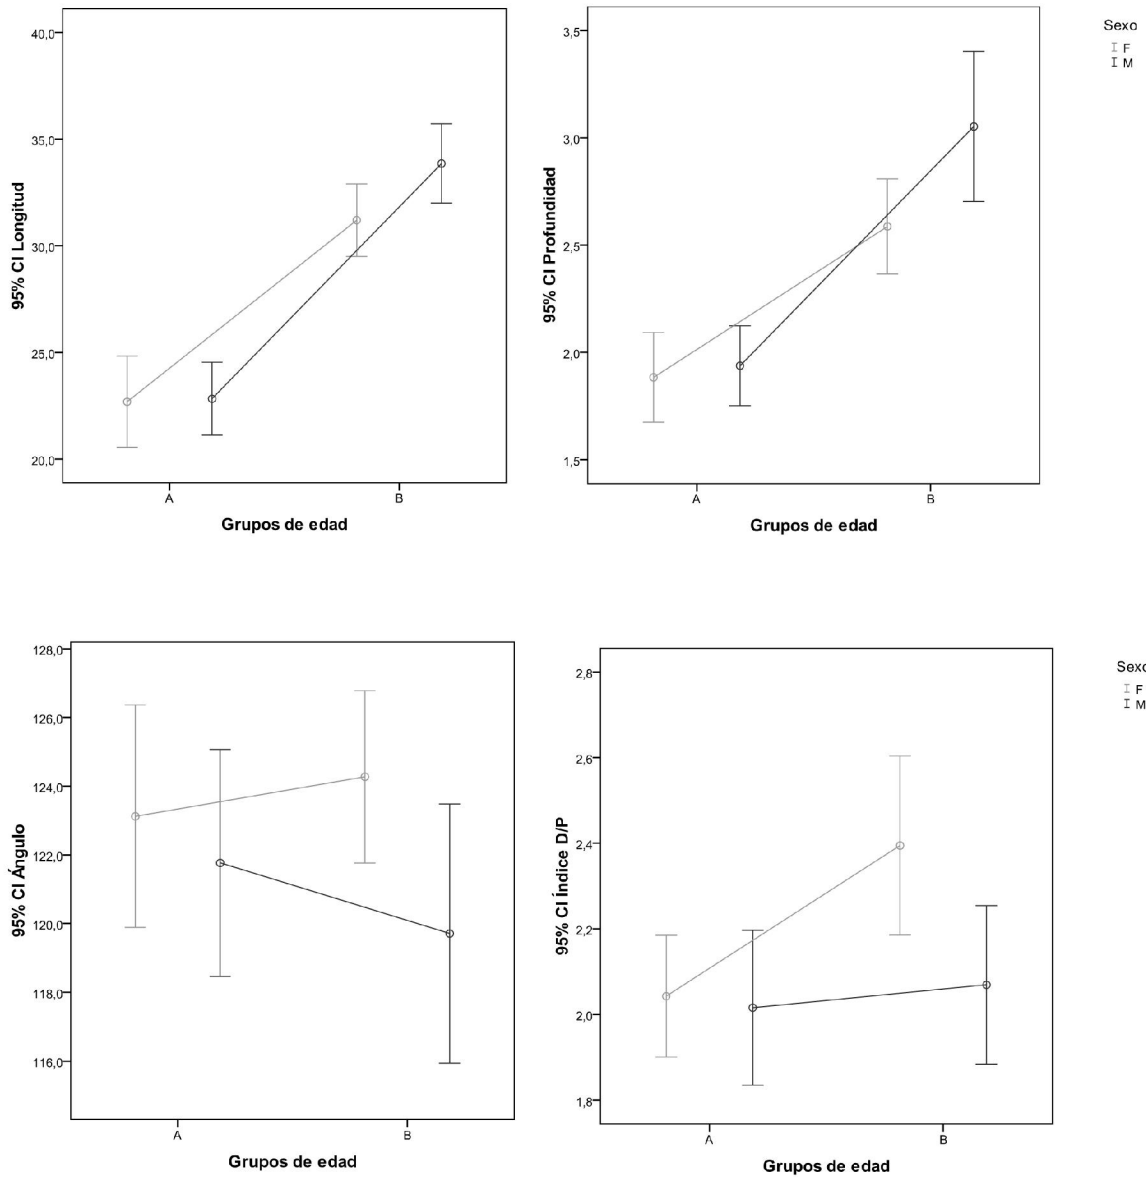 40,0
35,0
30,0
25,0
20,0
95% CI Longitud
A
B
Grupos de edad
3,5
3,0
2,5
2,0
1,5
95% CI Profundidad
A
B
Grupos de edad
Sexo
F
M
128,0
126,0
124,0
122,0
120,0
118,0
116,0
95% CI Ángulo
A
B
Grupos de edad
2,8
2,6
2,4
2,2
2,0
1,8
95% CI Índice D/P
A
B
Grupos de edad
Sexo
F
M